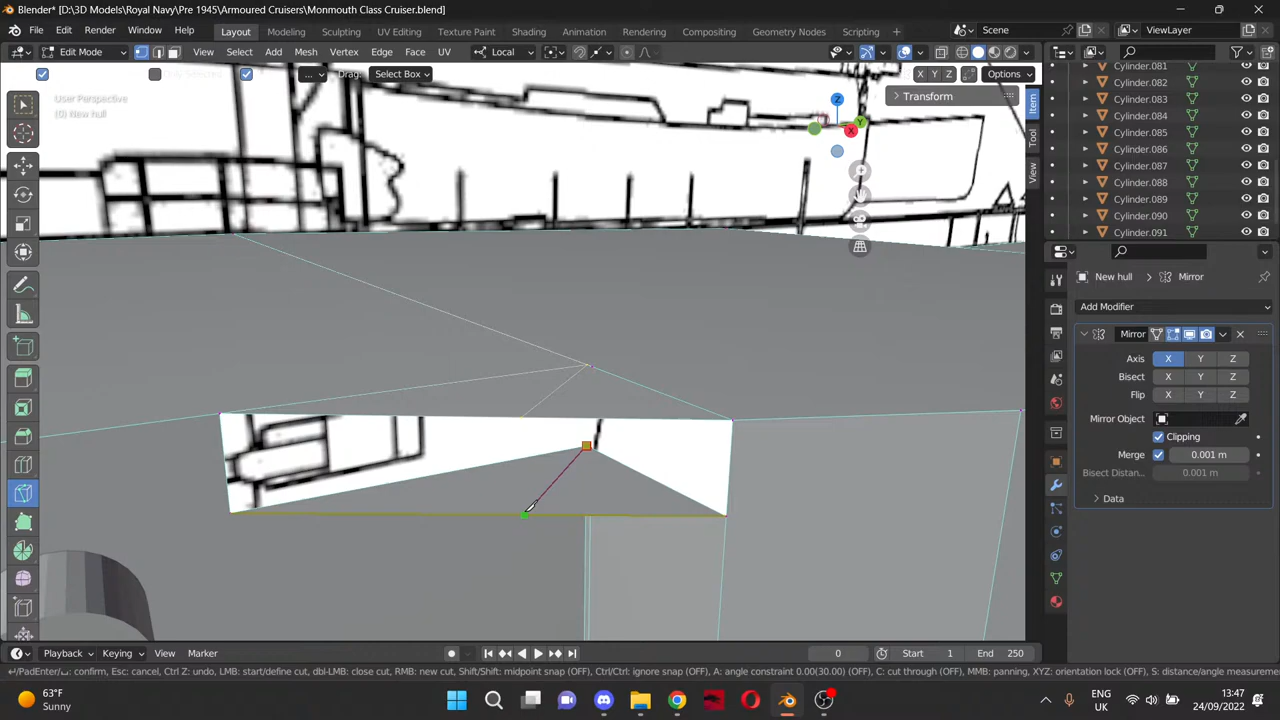 Blender* [D:\3D Models\Royal Navy\Pre 1945\Armoured Cruisers\Monmouth Class Cruiser.blend]
File Edit Render Window Help Layout Modeling Sculpting UV Editing Texture Paint Shading Animation Rendering Compositing Geometry Nodes Scripting + Scene ViewLayer
Edit Mode View Select Add Mesh Vertex Edge Face UV Local
... Drag: Select Box X Y Z Options
User Perspective
(0) New hull
Transform
Z
Y
X
Item
Tool
View
Cylinder.081
Cylinder.082
Cylinder.083
Cylinder.084
Cylinder.085
Cylinder.086
Cylinder.087
Cylinder.088
Cylinder.089
Cylinder.090
Cylinder.091
New hull > Mirror
Add Modifier
Mirror
Axis X Y Z
Bisect X Y Z
Flip X Y Z
Mirror Object
Clipping
Merge 0.001 m
Bisect Distance 0.001 m
Data
Playback Keying View Marker 0 Start 1 End 250
confirm, Esc: cancel, Ctrl Z: undo, LMB: start/define cut, dbl-LMB: close cut, RMB: new cut, Shift/Shift: midpoint snap (OFF), Ctrl/Ctrl: ignore snap (OFF), A: angle constraint 0.00(30.00) (OFF), C: cut through (OFF), MMB: panning, XYZ: orientation lock (OFF), S: distance/angle measurements
63°F
Sunny
ENG
UK
13:47
24/09/2022